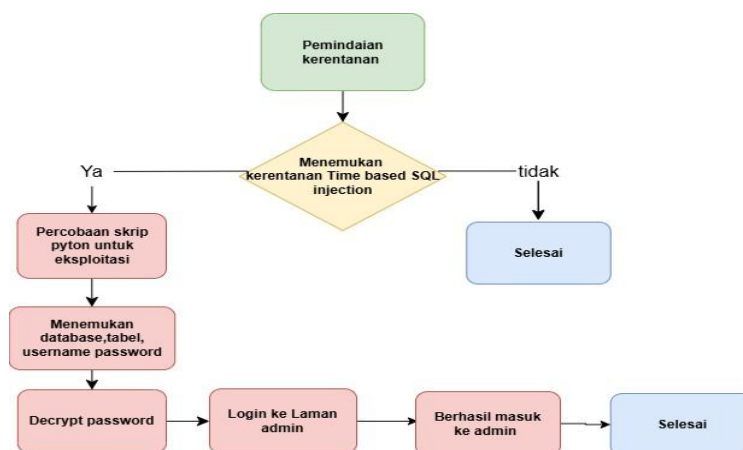 Pemindaian
kerentanan
Menemukan
kerentanan Time based SQL
injection
Ya
tidak
Percobaan skrip
pyton untuk
eksploitasi
Selesai
Menemukan
database,tabel,
username password
Decrypt password
Login ke Laman
admin
Berhasil masuk
ke admin
Selesai